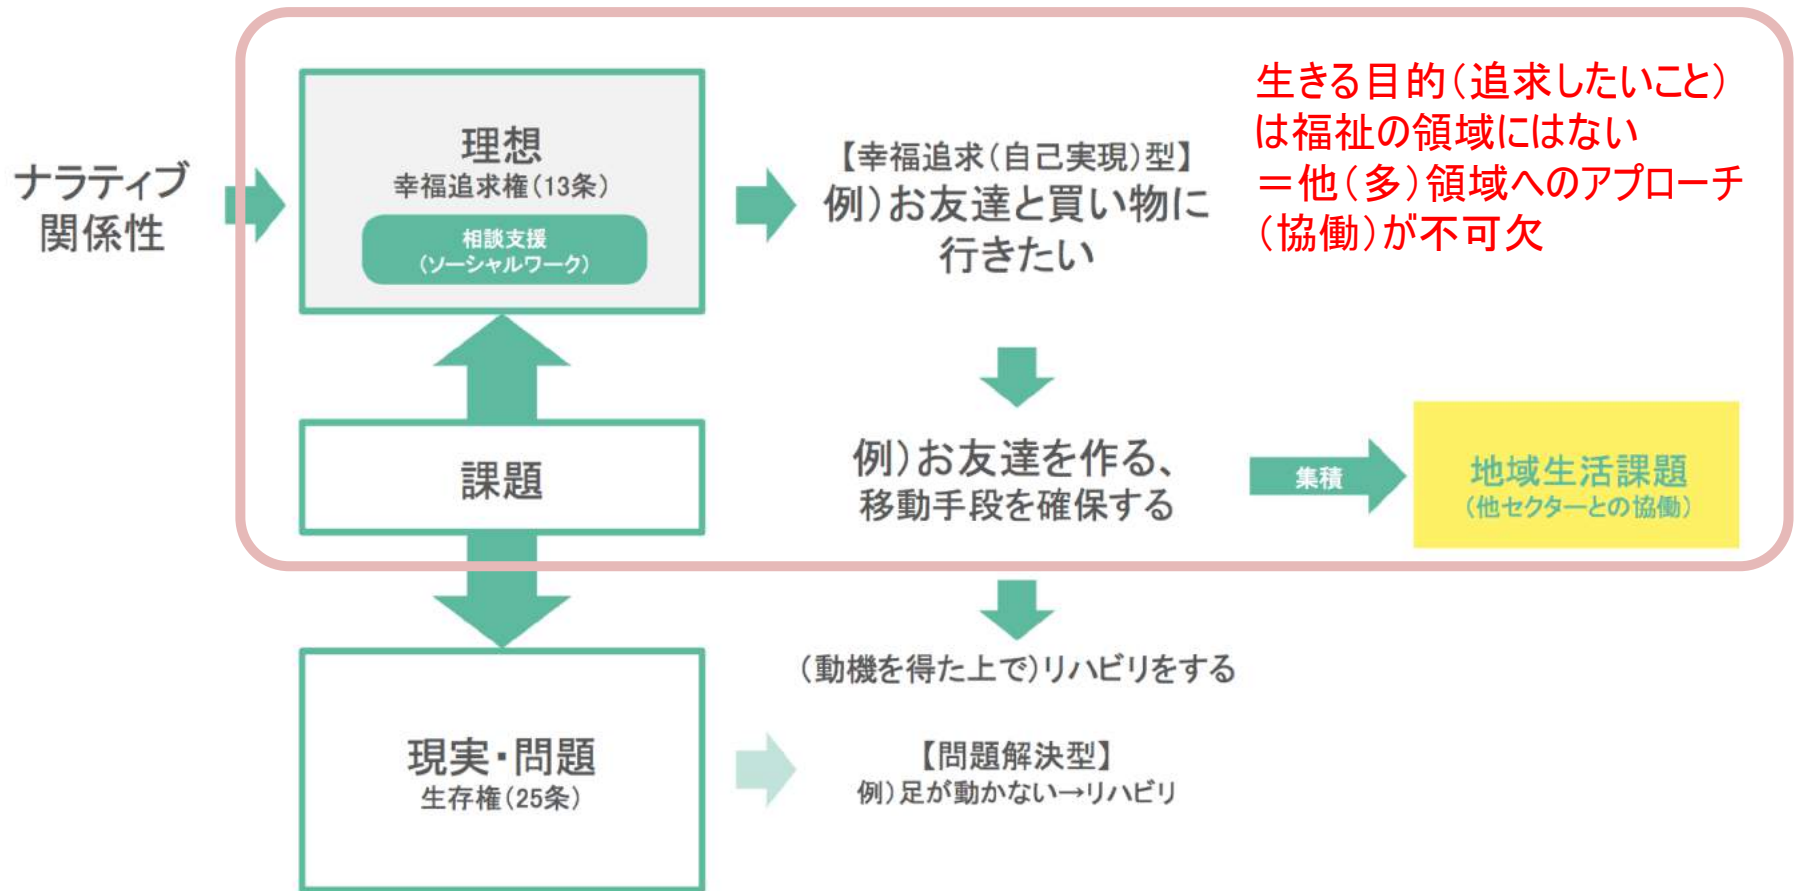 ナラティブ
関係性
理想
幸福追求権(13条)
相談支援
(ソーシャルワーク)
【幸福追求(自己実現)型】
例)お友達と買い物に
行きたい
生きる目的(追求したいこと)
は福祉の領域にはない
=他(多)領域へのアプローチ
(協働)が不可欠
課題
例)お友達を作る、
移動手段を確保する
集積
地域生活課題
(他セクターとの協働)
(動機を得た上で)リハビリをする
現実・問題
生存権(25条)
【問題解決型】
例)足が動かない→リハビリ